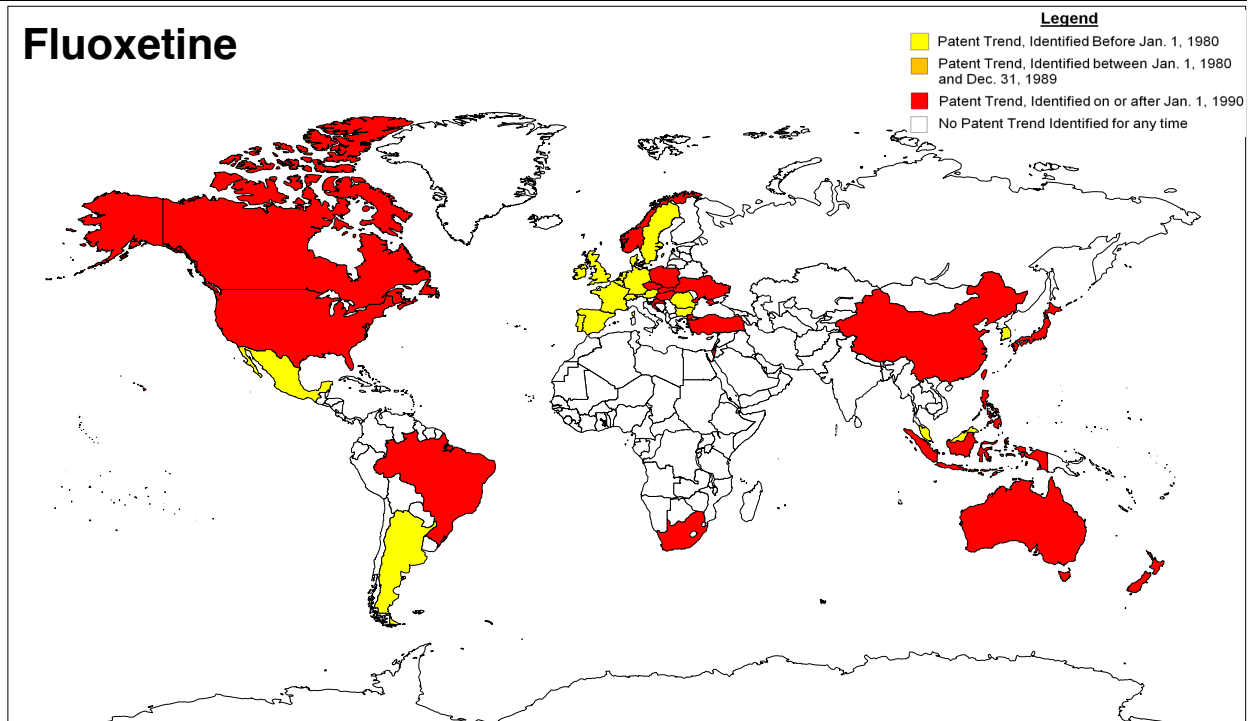 Fluoxetine
Legend
Patent Trend, Identified Before Jan. 1, 1980
Patent Trend, Identified between Jan. 1, 1980
and Dec. 31, 1989
Patent Trend, Identified on or after Jan. 1, 1990
No Patent Trend Identified for any time